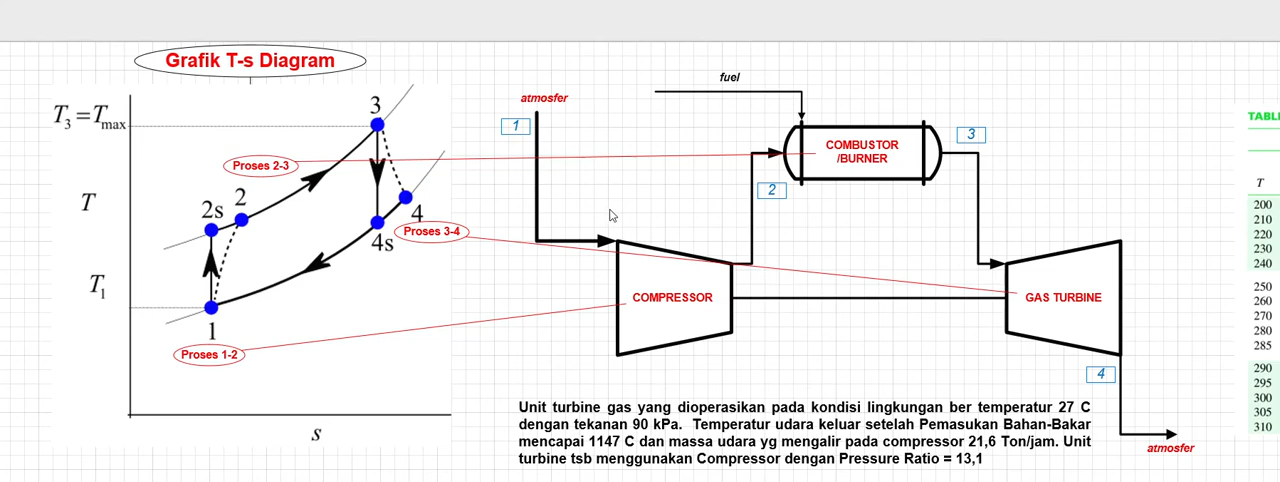 Grafik T-s Diagram
T3 = Tmax
T
T1
s
1
2s
2
3
4
4s
Proses 2-3
Proses 3-4
Proses 1-2
fuel
atmosfer
1
COMBUSTOR
/BURNER
3
2
COMPRESSOR
GAS TURBINE
4
atmosfer
Unit turbine gas yang dioperasikan pada kondisi lingkungan ber temperatur 27 C
dengan tekanan 90 kPa. Temperatur udara keluar setelah Pemasukan Bahan-Bakar
mencapai 1147 C dan massa udara yg mengalir pada compressor 21,6 Ton/jam. Unit
turbine tsb menggunakan Compressor dengan Pressure Ratio = 13,1
T
200
210
220
230
240
250
260
270
280
285
290
295
300
305
310